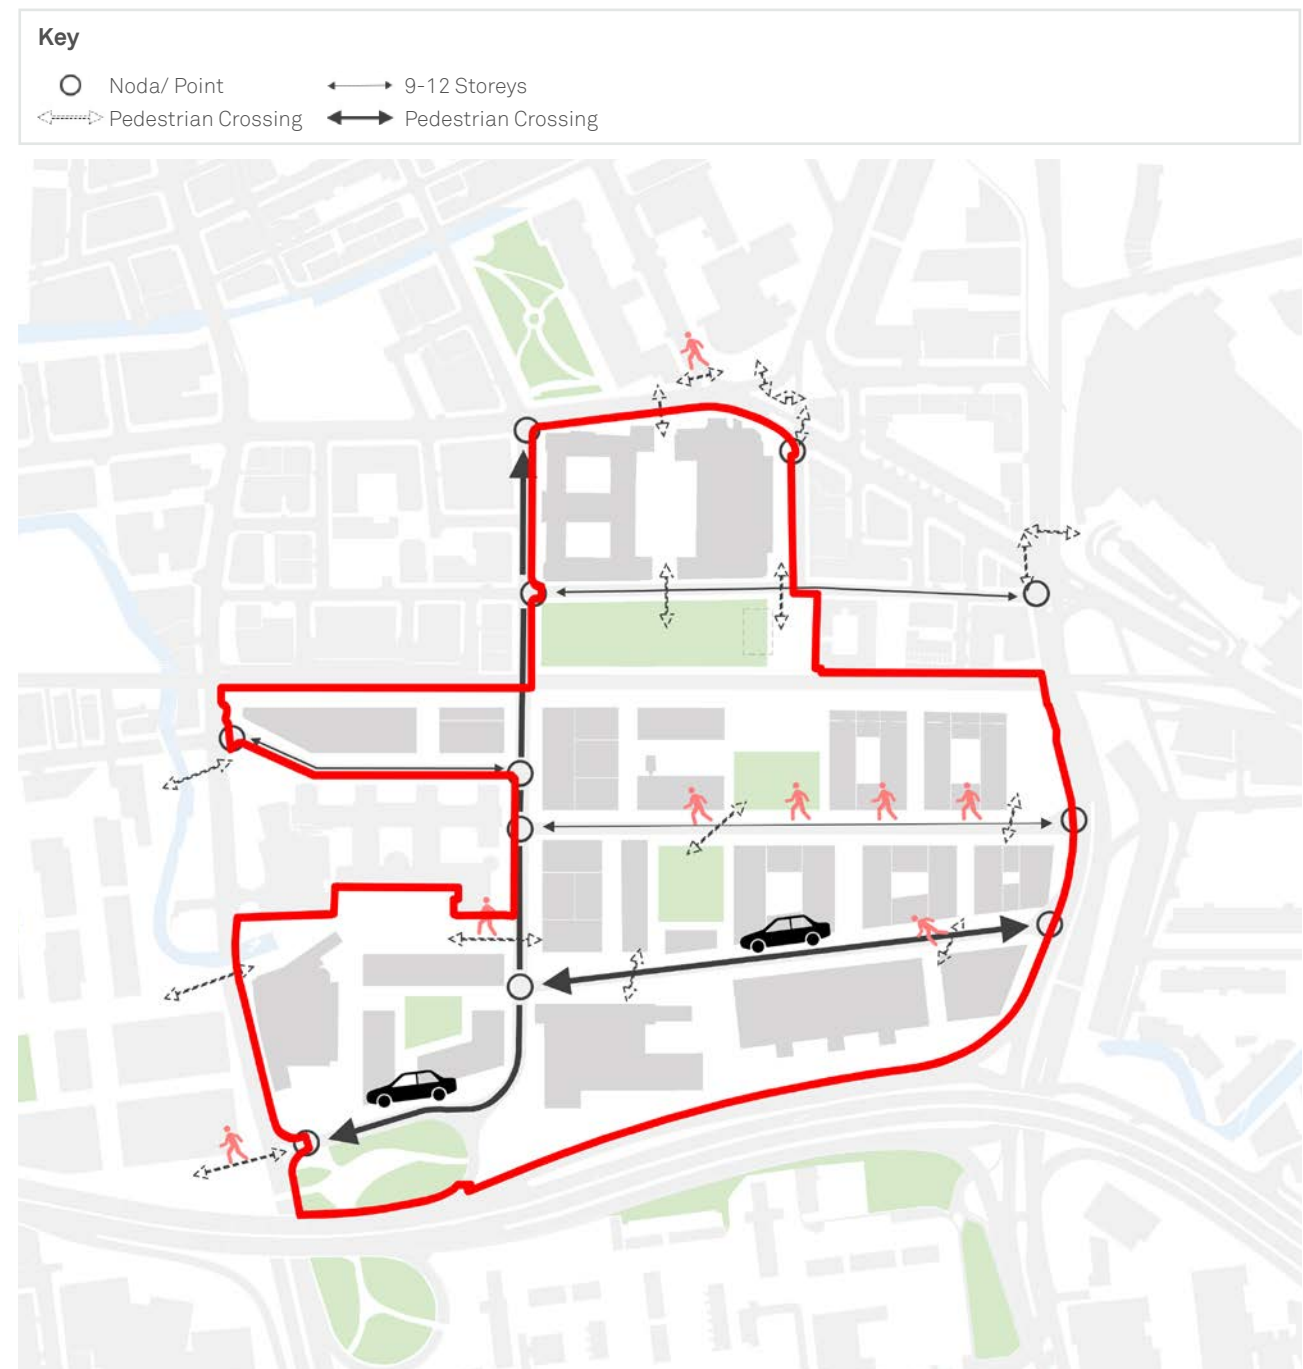 Key
Noda/ Point
9-12 Storeys
Pedestrian Crossing
Pedestrian Crossing